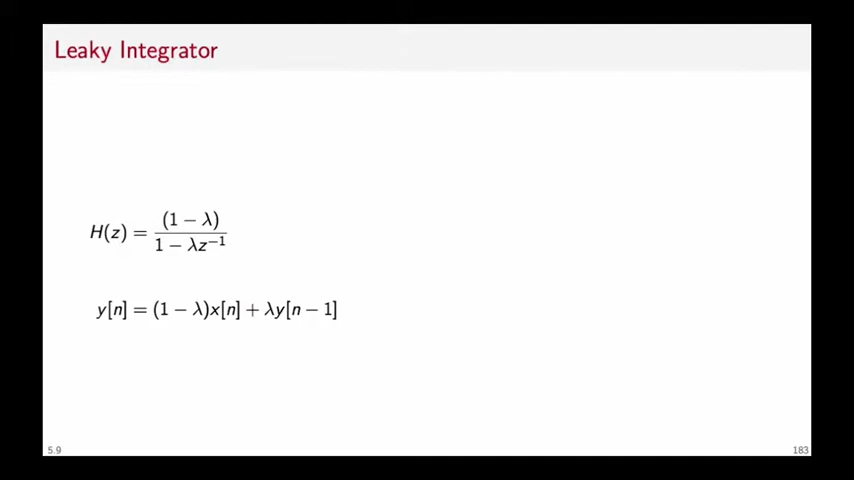 Leaky Integrator
H(z) = (1 − λ) / (1 − λz⁻¹)
y[n] = (1 − λ)x[n] + λy[n − 1]
5.9
183